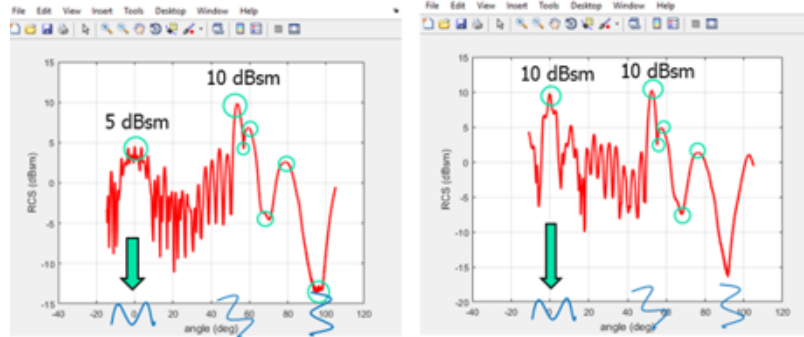 File Edit View Insert Tools Desktop Window Help
10 dBsm
5 dBsm
15
10
5
0
-5
-10
-15
RCS (dBsm)
-40 -20 0 20 40 60 80 100 120
angle (deg)
File Edit View Insert Tools Desktop Window Help
10 dBsm 10 dBsm
15
10
5
0
-5
-10
-15
-20
RCS (dBsm)
-40 -20 0 20 40 60 80 100 120
angle (deg)